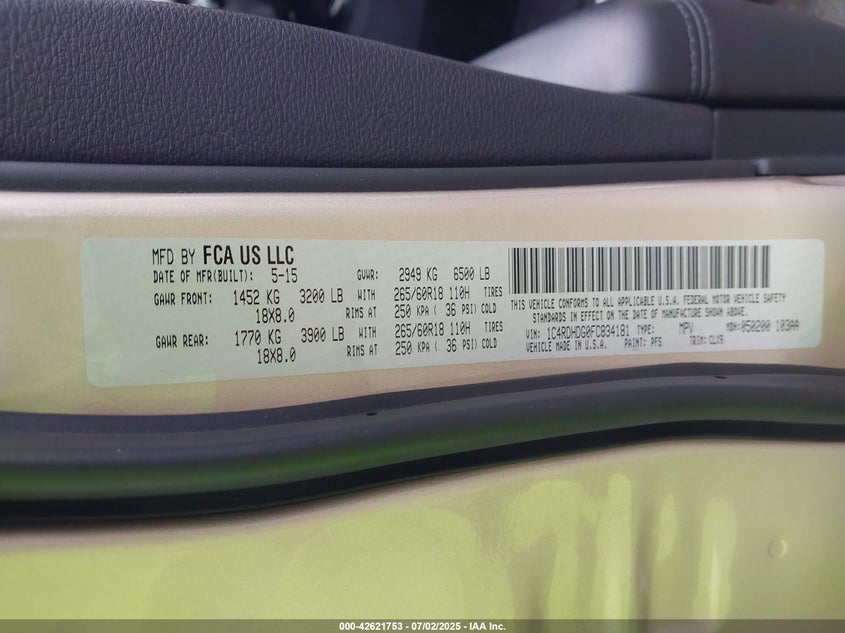 MFD BY FCA US LLC
DATE OF MFR(BUILT): 5-15 GVWR: 2949 KG 6500 LB
GAWR FRONT: 1452 KG 3200 LB WITH 265/60R18 110H TIRES
18X8.0 RIMS AT 250 KPA ( 36 PSI) COLD
GAWR REAR: 1770 KG 3900 LB WITH 265/60R18 110H TIRES
18X8.0 RIMS AT 250 KPA ( 36 PSI) COLD
THIS VEHICLE CONFORMS TO ALL APPLICABLE U.S.A. FEDERAL MOTOR VEHICLE SAFETY
STANDARDS IN EFFECT ON THE DATE OF MANUFACTURE SHOWN ABOVE.
VIN: 1C4RDHDG0FC834181 TYPE: MPV MDH: 050200 103AA
VEHICLE MADE IN U.S.A. PAINT: PFS TRIM: CLX9
000-42621753 - 07/02/2025 - IAA Inc.